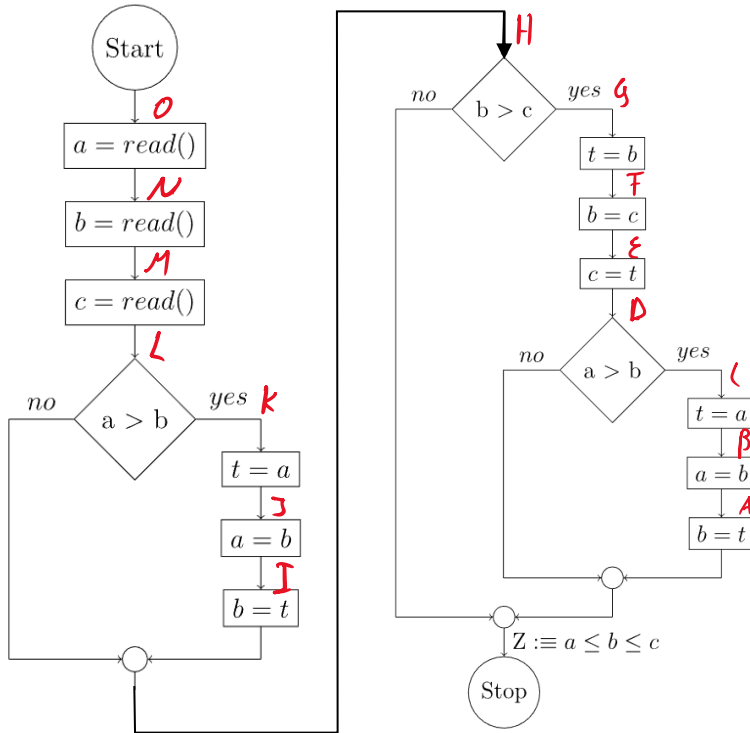 Start
O
a = read()
N
b = read()
M
c = read()
L
no
a > b
yes
K
t = a
J
a = b
I
b = t
H
no
b > c
yes
G
t = b
F
b = c
E
c = t
D
no
a > b
yes
C
t = a
B
a = b
A
b = t
Z :≡ a ≤ b ≤ c
Stop